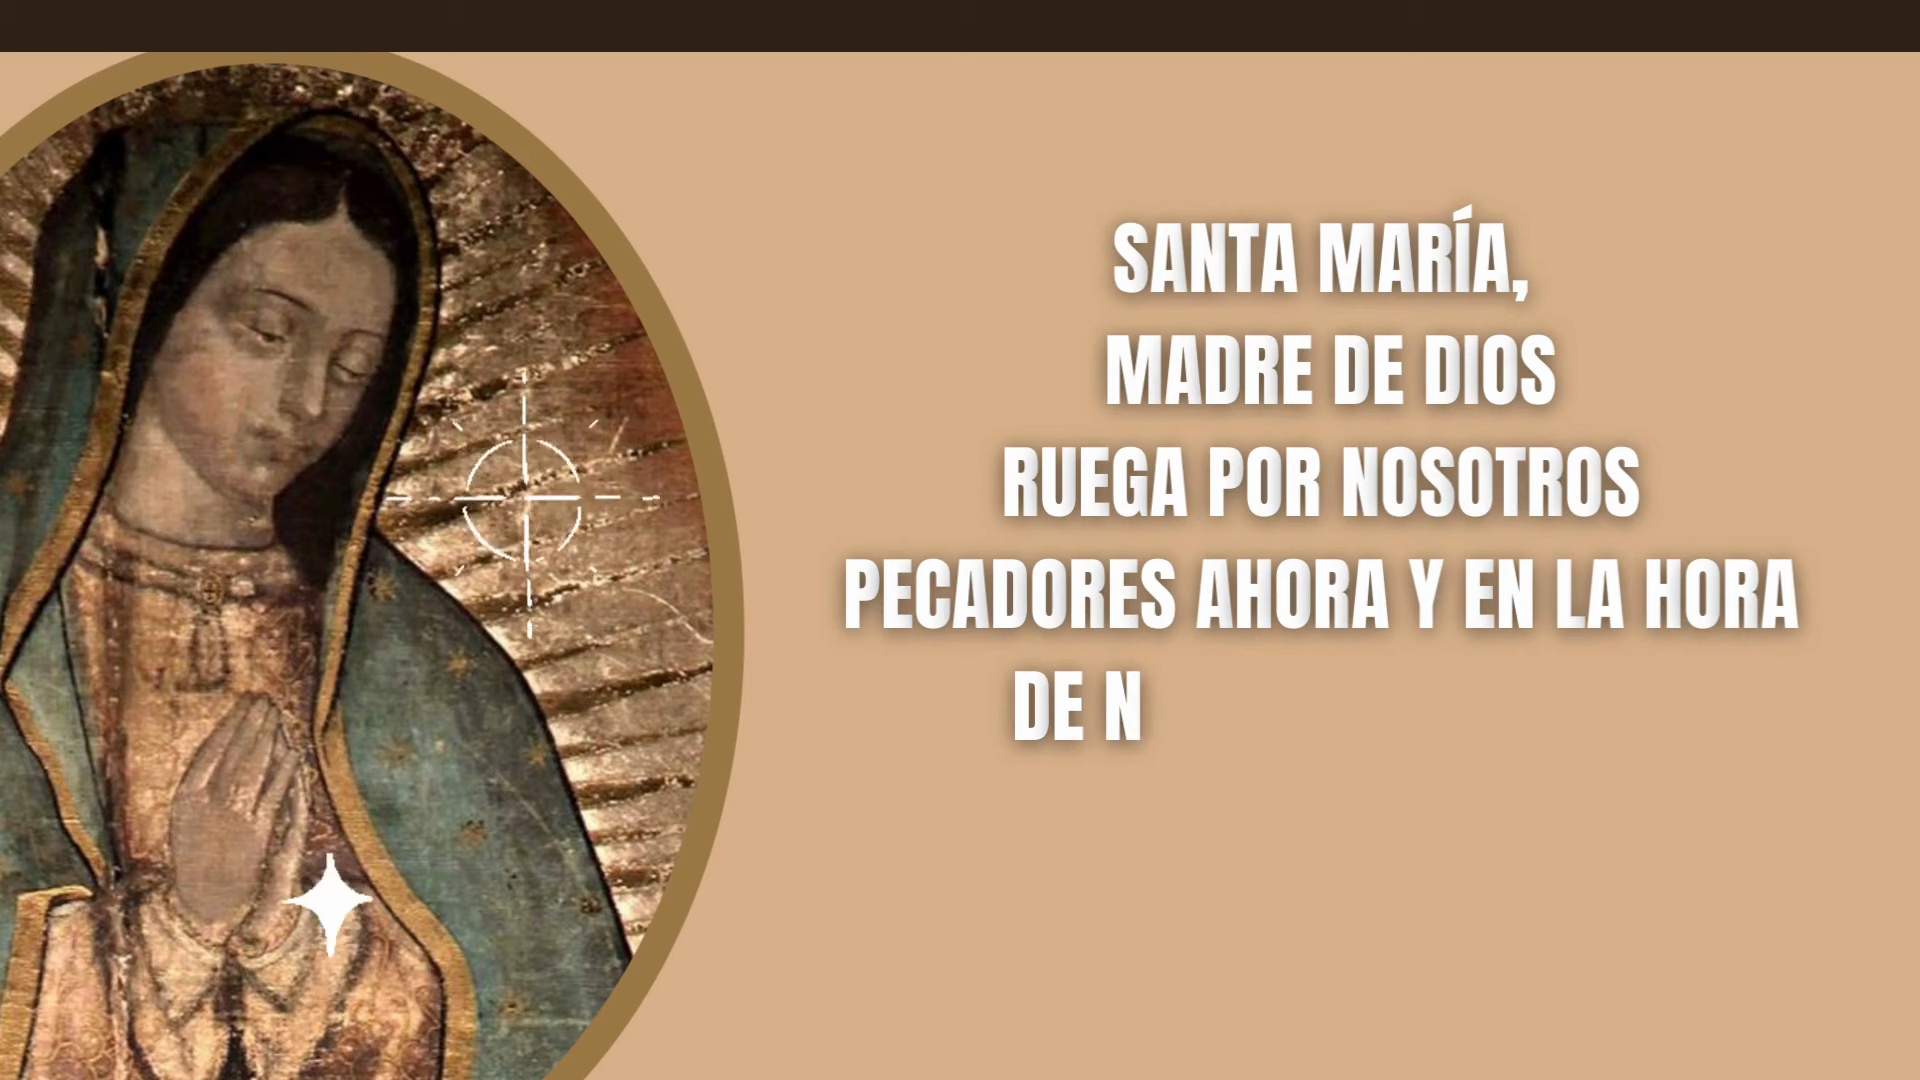 SANTA MARÍA,
MADRE DE DIOS
RUEGA POR NOSOTROS
PECADORES AHORA Y EN LA HORA
DE N